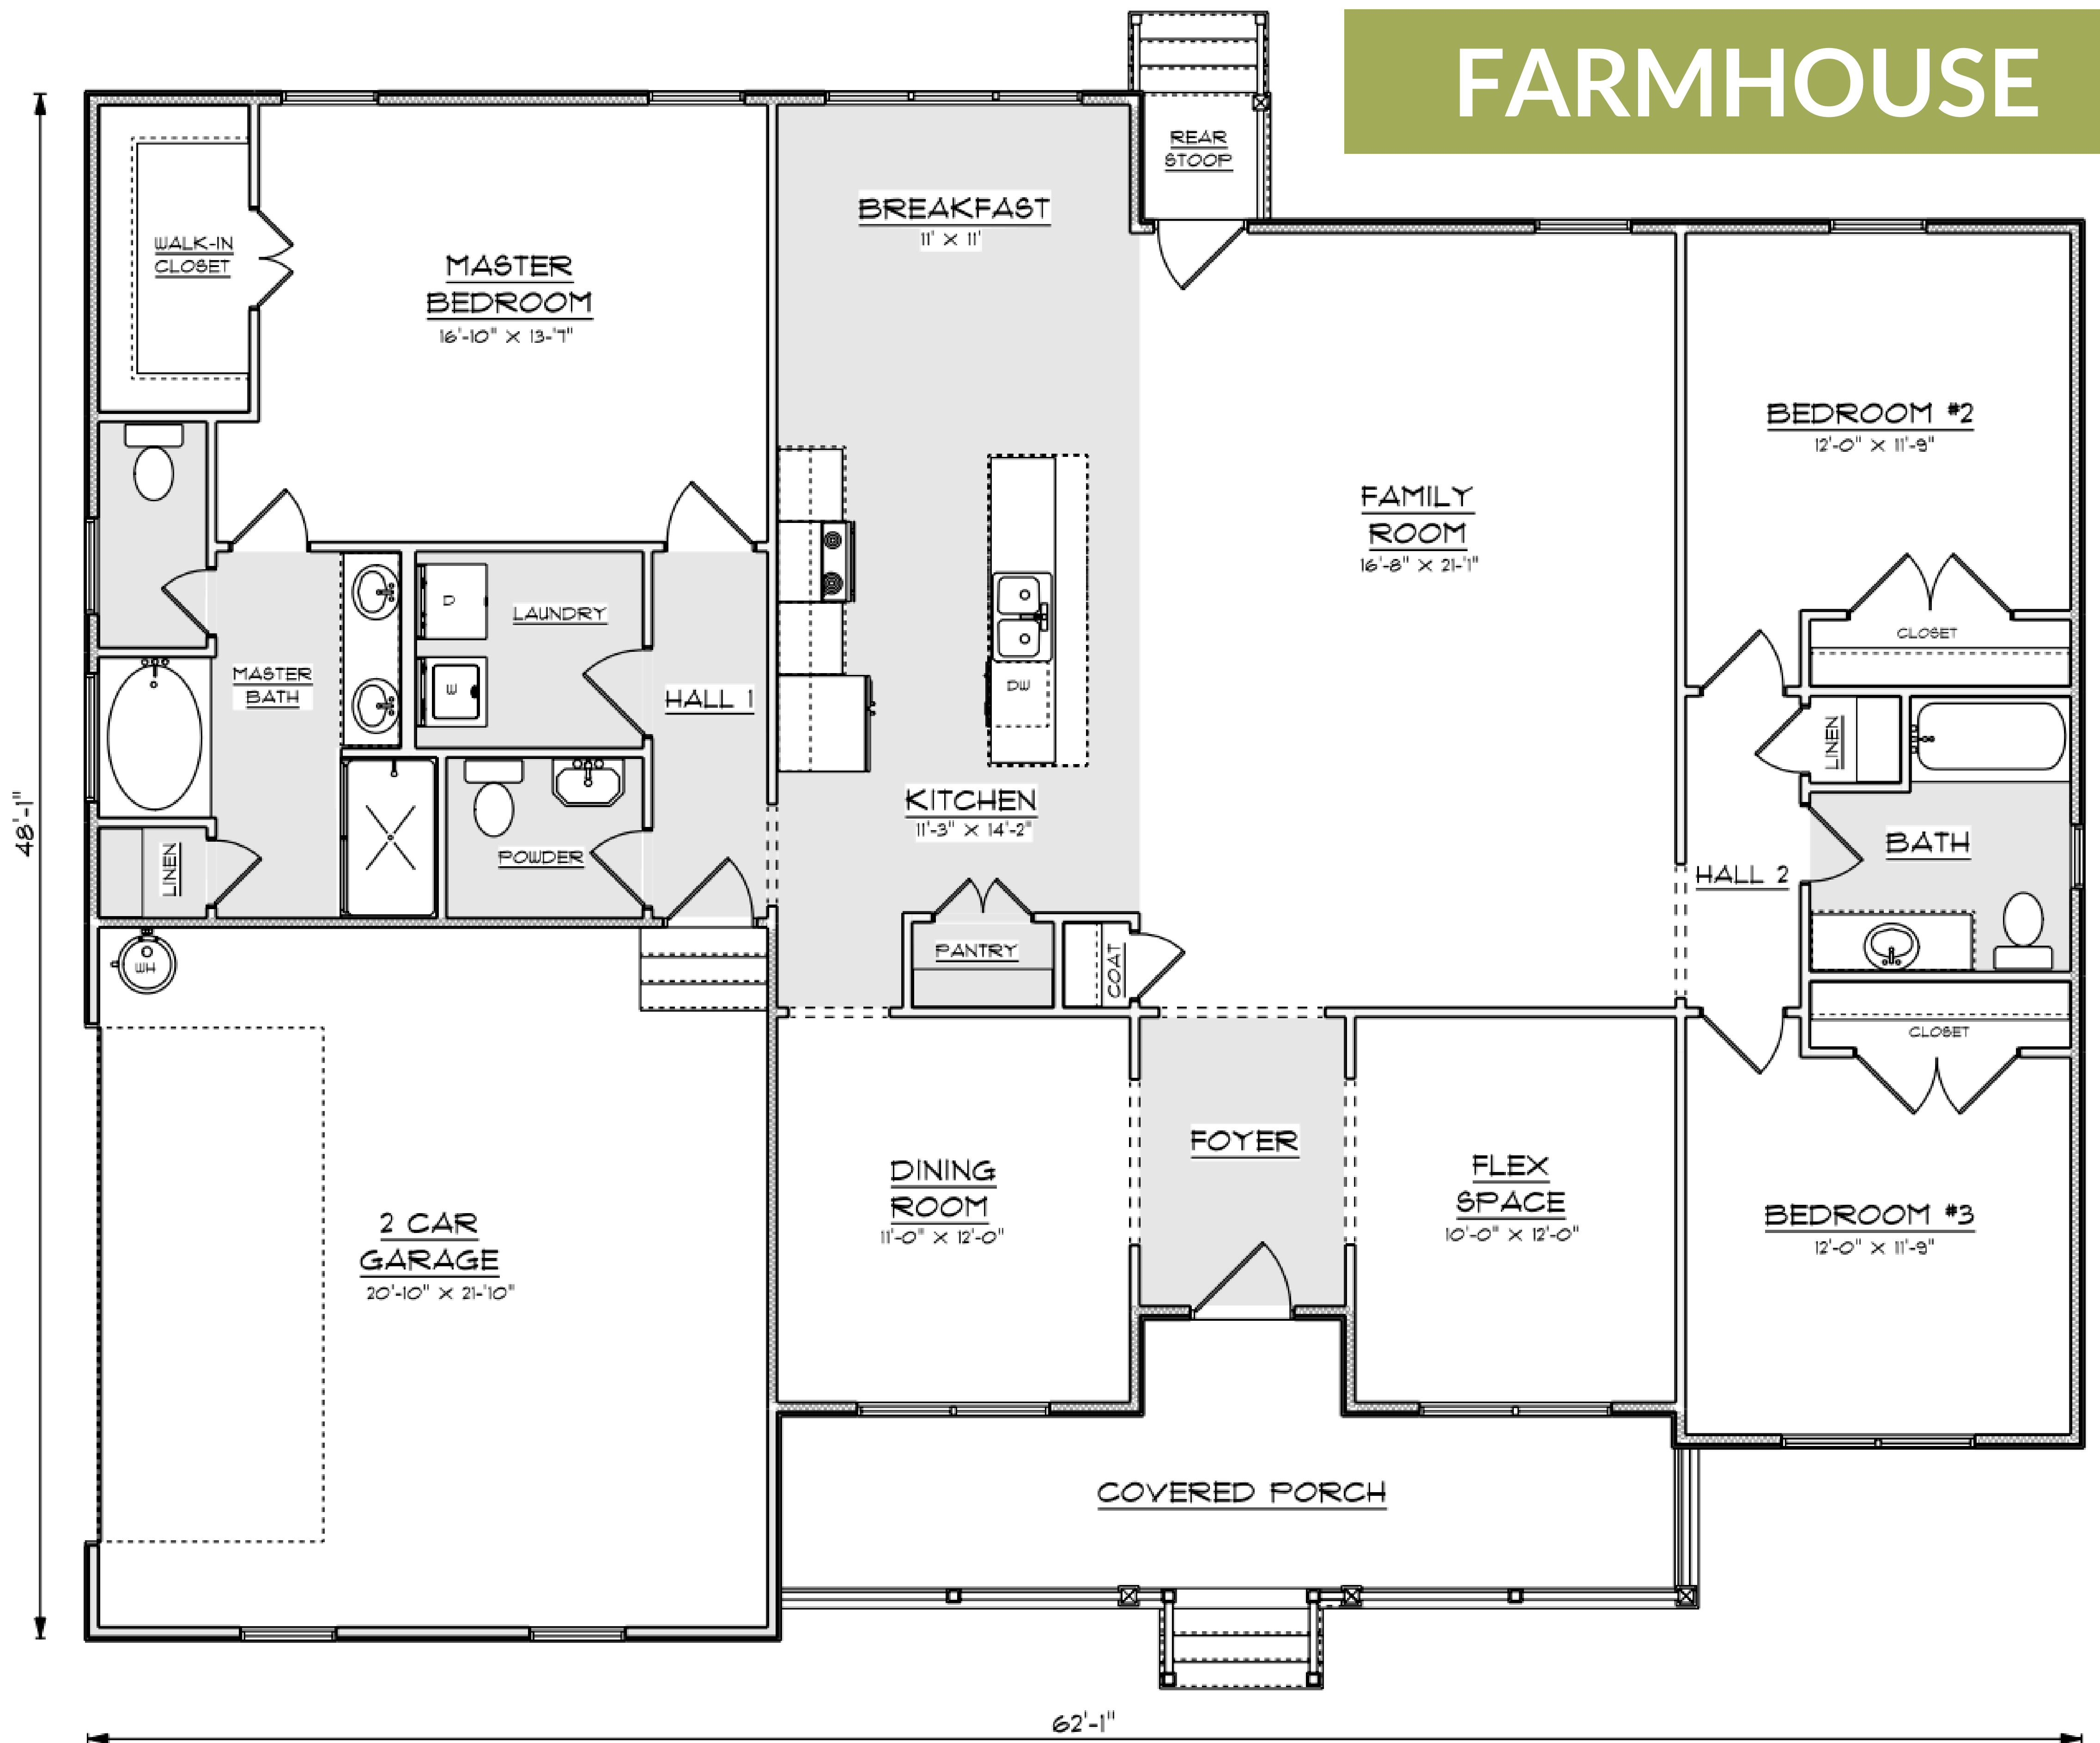 FARMHOUSE
REAR
STOOP
BREAKFAST
11' X 11'
WALK-IN
CLOSET
MASTER
BEDROOM
16'-10" X 13-'7"
BEDROOM #2
12'-0" X 11'-9"
FAMILY
ROOM
16'-8" X 21-'1"
D
LAUNDRY
CLOSET
MASTER
BATH
W
HALL 1
DW
LINEN
KITCHEN
11'-3" X 14'-2"
48'-1"
POWDER
LINEN
BATH
HALL 2
PANTRY
COAT
WH
CLOSET
FOYER
DINING
ROOM
11'-0" X 12'-0"
FLEX
SPACE
10'-0" X 12'-0"
2 CAR
GARAGE
20'-10" X 21-'10"
BEDROOM #3
12'-0" X 11'-9"
COVERED PORCH
62'-1"